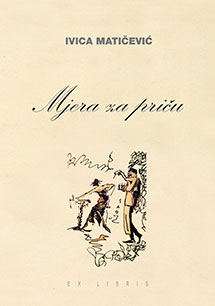 IVICA MATIČEVIĆ
Mjera za priču
EX LIBRIS